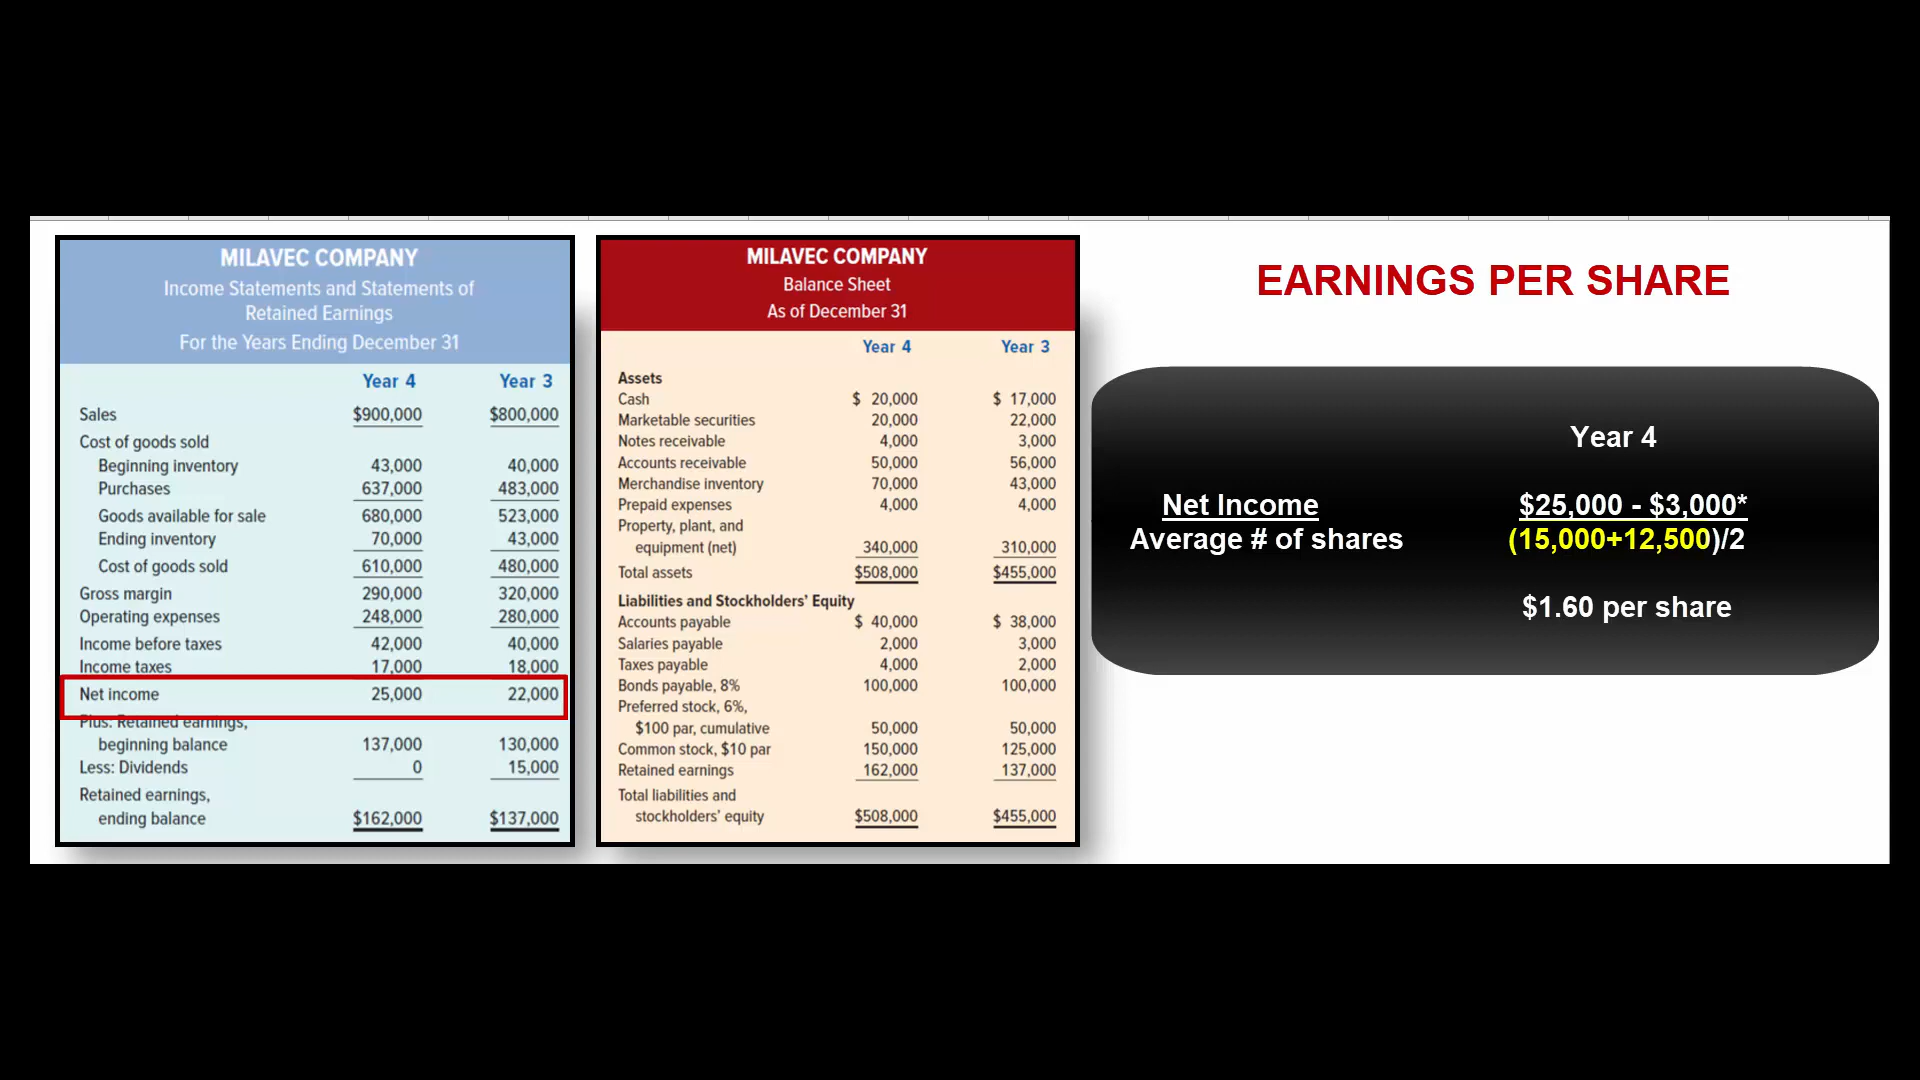 MILAVEC COMPANY
Income Statements and Statements of
Retained Earnings
For the Years Ending December 31
Year 4 Year 3
Sales $900,000 $800,000
Cost of goods sold
Beginning inventory 43,000 40,000
Purchases 637,000 483,000
Goods available for sale 680,000 523,000
Ending inventory 70,000 43,000
Cost of goods sold 610,000 480,000
Gross margin 290,000 320,000
Operating expenses 248,000 280,000
Income before taxes 42,000 40,000
Income taxes 17,000 18,000
Net income 25,000 22,000
Plus: Retained earnings,
beginning balance 137,000 130,000
Less: Dividends 0 15,000
Retained earnings,
ending balance $162,000 $137,000
MILAVEC COMPANY
Balance Sheet
As of December 31
Year 4 Year 3
Assets
Cash $ 20,000 $ 17,000
Marketable securities 20,000 22,000
Notes receivable 4,000 3,000
Accounts receivable 50,000 56,000
Merchandise inventory 70,000 43,000
Prepaid expenses 4,000 4,000
Property, plant, and
equipment (net) 340,000 310,000
Total assets $508,000 $455,000
Liabilities and Stockholders' Equity
Accounts payable $ 40,000 $ 38,000
Salaries payable 2,000 3,000
Taxes payable 4,000 2,000
Bonds payable, 8% 100,000 100,000
Preferred stock, 6%,
$100 par, cumulative 50,000 50,000
Common stock, $10 par 150,000 125,000
Retained earnings 162,000 137,000
Total liabilities and
stockholders' equity $508,000 $455,000
EARNINGS PER SHARE
Year 4
Net Income $25,000 - $3,000*
Average # of shares (15,000+12,500)/2
$1.60 per share